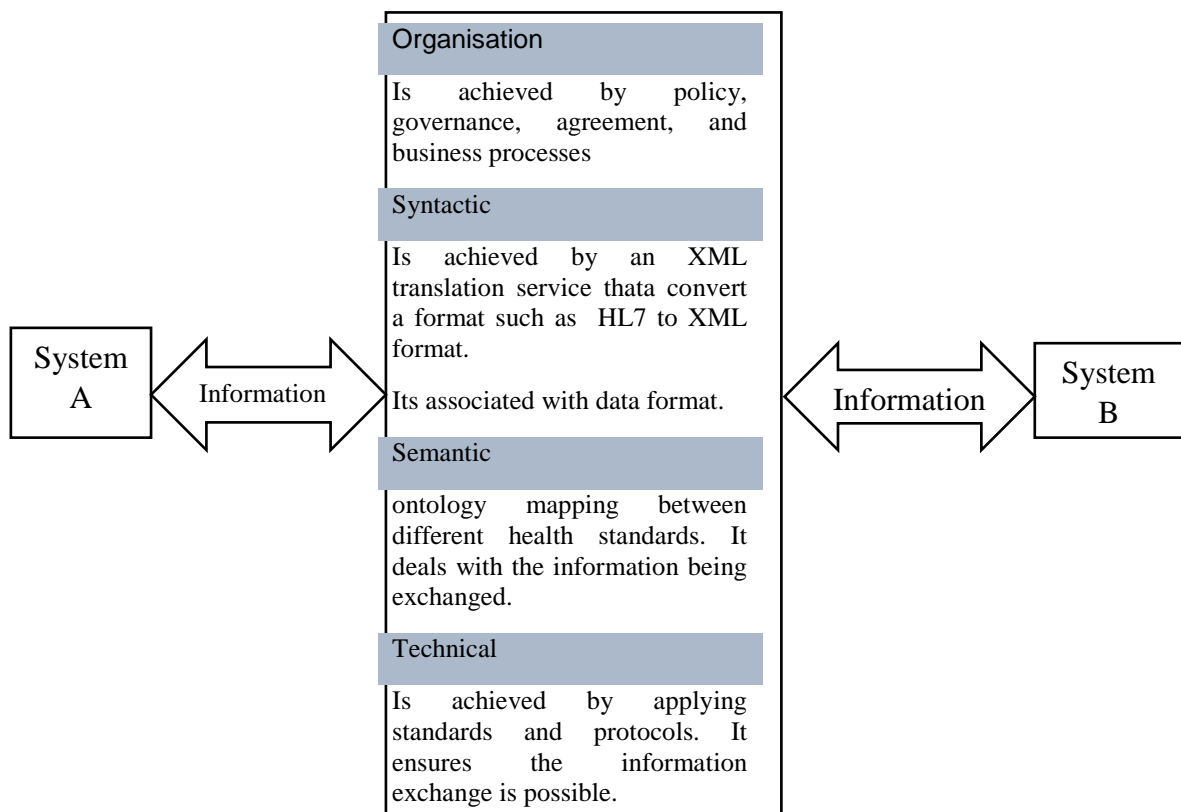 System
A
Information
Organisation
Is achieved by policy,
governance, agreement, and
business processes
Syntactic
Is achieved by an XML
translation service thata convert
a format such as HL7 to XML
format.
Its associated with data format.
Semantic
ontology mapping between
different health standards. It
deals with the information being
exchanged.
Technical
Is achieved by applying
standards and protocols. It
ensures the information
exchange is possible.
Information
System
B